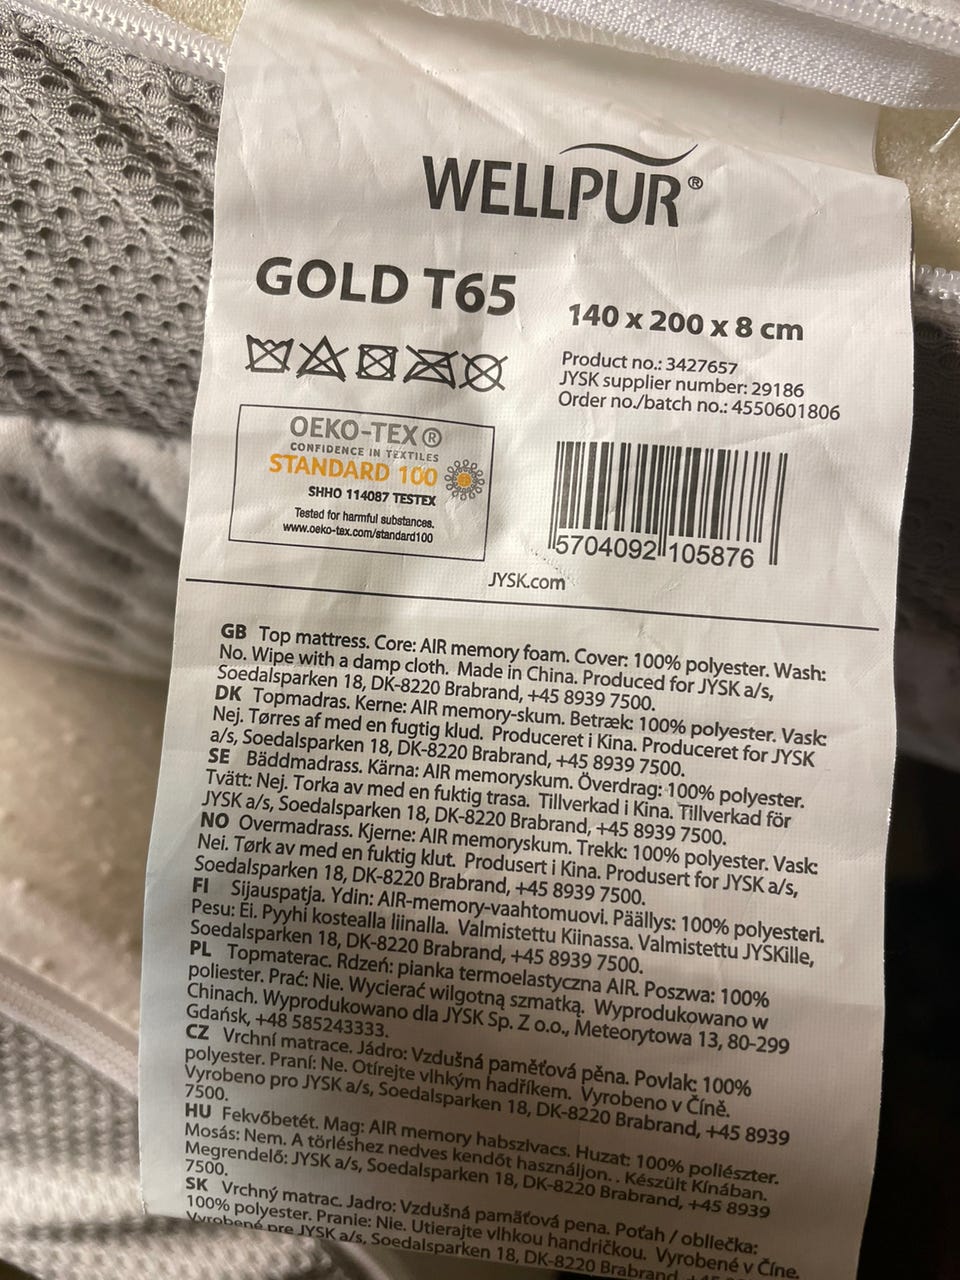 WELLPUR®
GOLD T65
140 x 200 x 8 cm
Product no.: 3427657
JYSK supplier number: 29186
Order no./batch no.: 4550601806
OEKO-TEX®
CONFIDENCE IN TEXTILES
STANDARD 100
SHHO 114087 TESTEX
Tested for harmful substances.
www.oeko-tex.com/standard100
5704092 105876
JYSK.com
GB Top mattress. Core: AIR memory foam. Cover: 100% polyester. Wash:
No. Wipe with a damp cloth. Made in China. Produced for JYSK a/s,
Soedalsparken 18, DK-8220 Brabrand, +45 8939 7500.
DK Topmadras. Kerne: AIR memory-skum. Betræk: 100% polyester. Vask:
Nej. Tørres af med en fugtig klud. Produceret i Kina. Produceret for JYSK
a/s, Soedalsparken 18, DK-8220 Brabrand, +45 8939 7500.
SE Bäddmadrass. Kärna: AIR memoryskum. Överdrag: 100% polyester.
Tvätt: Nej. Torka av med en fuktig trasa. Tillverkad i Kina. Tillverkad för
JYSK a/s, Soedalsparken 18, DK-8220 Brabrand, +45 8939 7500.
NO Overmadrass. Kjerne: AIR memoryskum. Trekk: 100% polyester. Vask:
Nei. Tørk av med en fuktig klut. Produsert i Kina. Produsert for JYSK a/s,
Soedalsparken 18, DK-8220 Brabrand, +45 8939 7500.
FI Sijauspatja. Ydin: AIR-memory-vaahtomuovi. Päällys: 100% polyesteri.
Pesu: Ei. Pyyhi kostealla liinalla. Valmistettu Kiinassa. Valmistettu JYSKille,
Soedalsparken 18, DK-8220 Brabrand, +45 8939 7500.
PL Topmaterac. Rdzeń: pianka termoelastyczna AIR. Poszwa: 100%
poliester. Prać: Nie. Wycierać wilgotną szmatką. Wyprodukowano w
Chinach. Wyprodukowano dla JYSK Sp. Z o.o., Meteorytowa 13, 80-299
Gdańsk, +48 585243333.
CZ Vrchní matrace. Jádro: Vzdušná paměťová pěna. Povlak: 100%
polyester. Praní: Ne. Otírejte vlhkým hadříkem. Vyrobeno v Číně.
Vyrobeno pro JYSK a/s, Soedalsparken 18, DK-8220 Brabrand, +45 8939
7500.
HU Fekvőbetét. Mag: AIR memory habszivacs. Huzat: 100% poliészter.
Mosás: Nem. A törléshez nedves kendőt használjon. . Készült Kínában.
Megrendelő: JYSK a/s, Soedalsparken 18, DK-8220 Brabrand, +45 8939
7500.
SK Vrchný matrac. Jadro: Vzdušná pamäťová pena. Poťah / obliečka:
100% polyester. Pranie: Nie. Utierajte vlhkou handričkou. Vyrobené v Číne.
Vyrobené pre JYSK a/s, Soedalsparken 18, DK-8220 Brabrand, +45